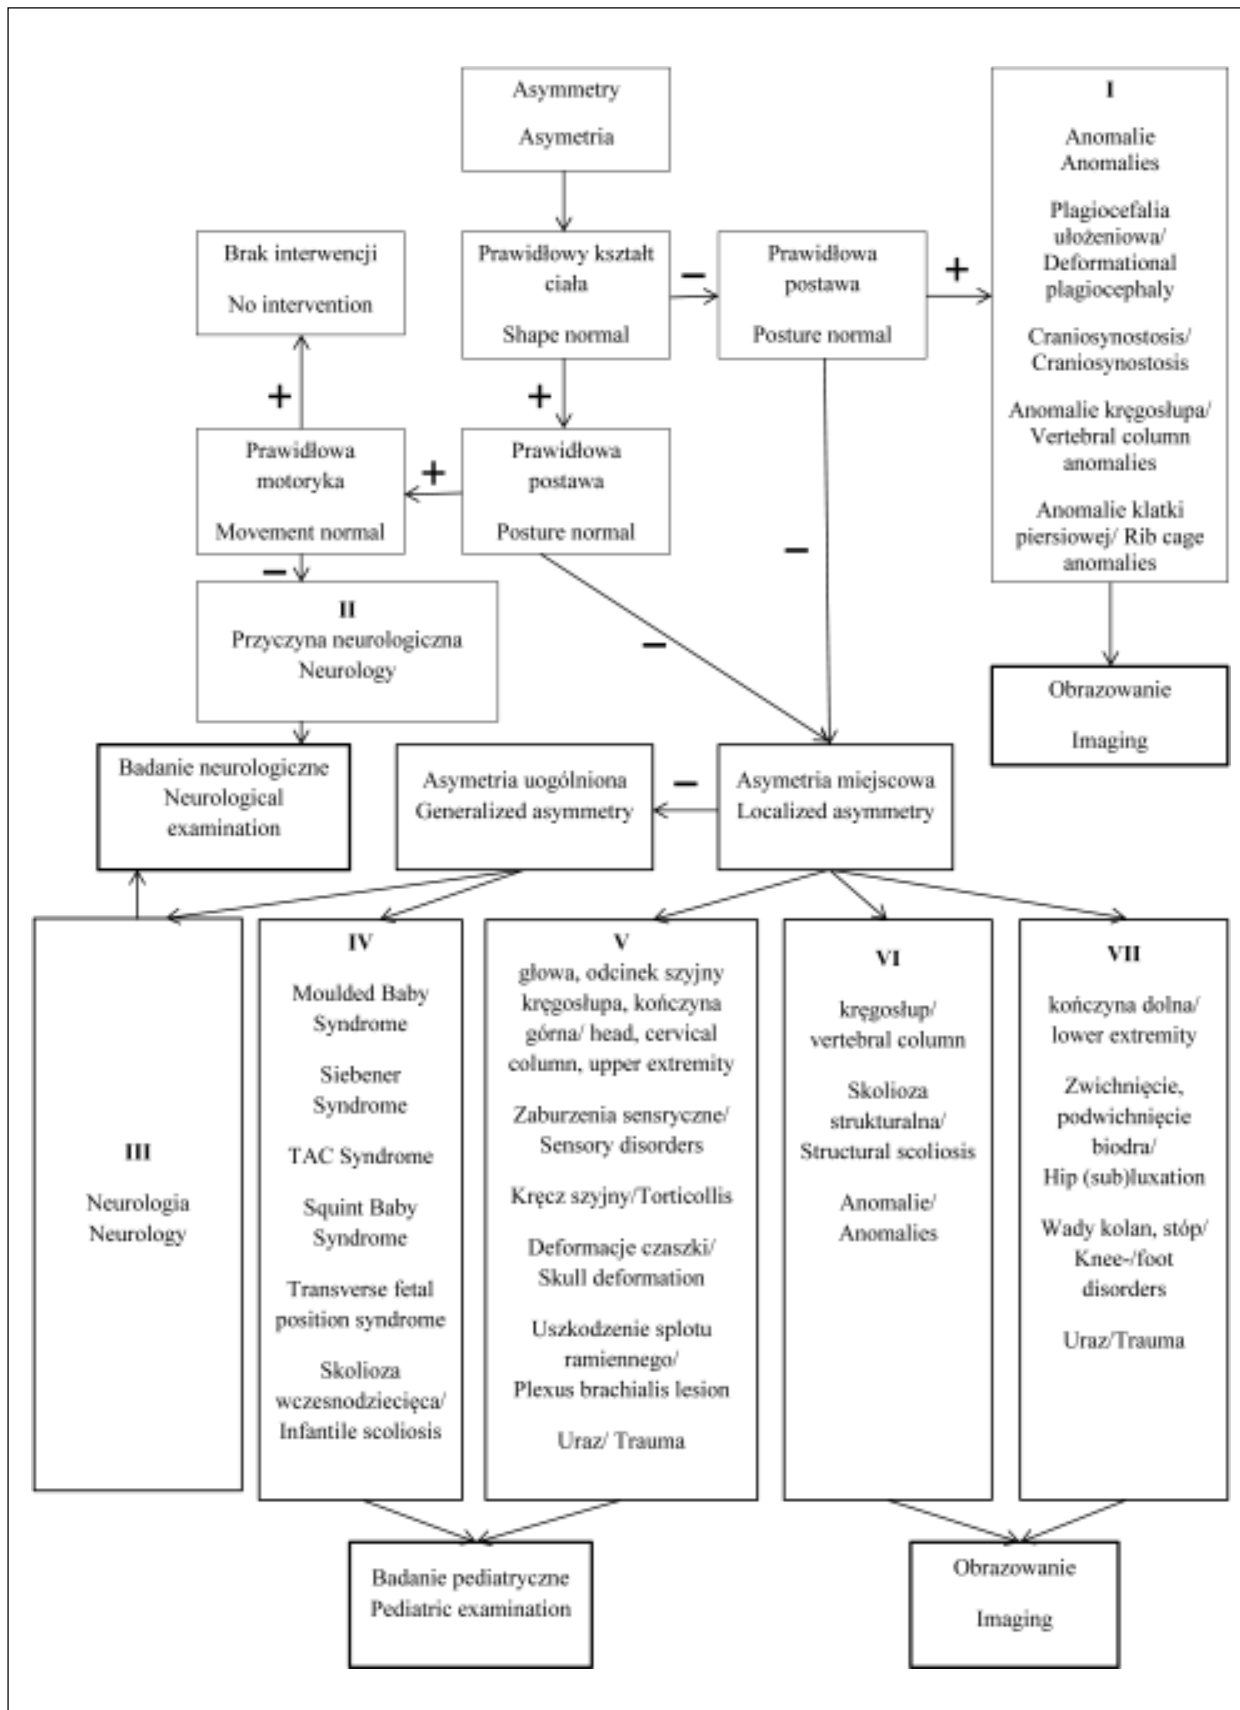 Asymmetry
Asymetria
I
Anomalie
Anomalies
Plagiocefalia
ułożeniowa/
Deformational
plagiocephaly
Craniosynostosis/
Craniosynostosis
Anomalie kręgosłupa/
Vertebral column
anomalies
Anomalie klatki
piersiowej/ Rib cage
anomalies
Brak interwencji
No intervention
Prawidłowy kształt
ciała
Shape normal
−
Prawidłowa
postawa
Posture normal
+
+
+
Prawidłowa
motoryka
Movement normal
+
Prawidłowa
postawa
Posture normal
−
−
−
II
Przyczyna neurologiczna
Neurology
Obrazowanie
Imaging
Badanie neurologiczne
Neurological
examination
Asymetria uogólniona
Generalized asymmetry
−
Asymetria miejscowa
Localized asymmetry
III
Neurologia
Neurology
IV
Moulded Baby
Syndrome
Siebener
Syndrome
TAC Syndrome
Squint Baby
Syndrome
Transverse fetal
position syndrome
Skolioza
wczesnodziecięca/
Infantile scoliosis
V
głowa, odcinek szyjny
kręgosłupa, kończyna
górna/ head, cervical
column, upper extremity
Zaburzenia sensryczne/
Sensory disorders
Kręcz szyjny/Torticollis
Deformacje czaszki/
Skull deformation
Uszkodzenie splotu
ramiennego/
Plexus brachialis lesion
Uraz/ Trauma
VI
kręgosłup/
vertebral column
Skolioza
strukturalna/
Structural scoliosis
Anomalie/
Anomalies
VII
kończyna dolna/
lower extremity
Zwichnięcie,
podwichnięcie
biodra/
Hip (sub)luxation
Wady kolan, stóp/
Knee-/foot
disorders
Uraz/Trauma
Badanie pediatryczne
Pediatric examination
Obrazowanie
Imaging